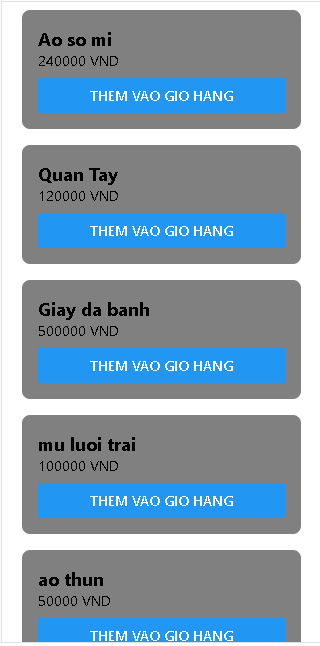 Ao so mi
240000 VND
THEM VAO GIO HANG
Quan Tay
120000 VND
THEM VAO GIO HANG
Giay da banh
500000 VND
THEM VAO GIO HANG
mu luoi trai
100000 VND
THEM VAO GIO HANG
ao thun
50000 VND
THEM VAO GIO HANG